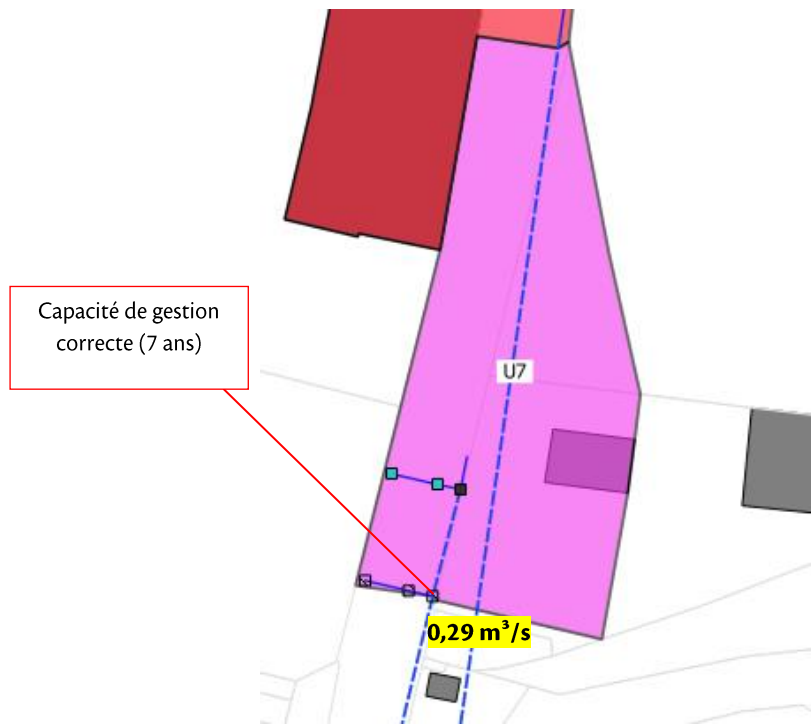 Capacité de gestion
correcte (7 ans)
U7
0,29 m³/s